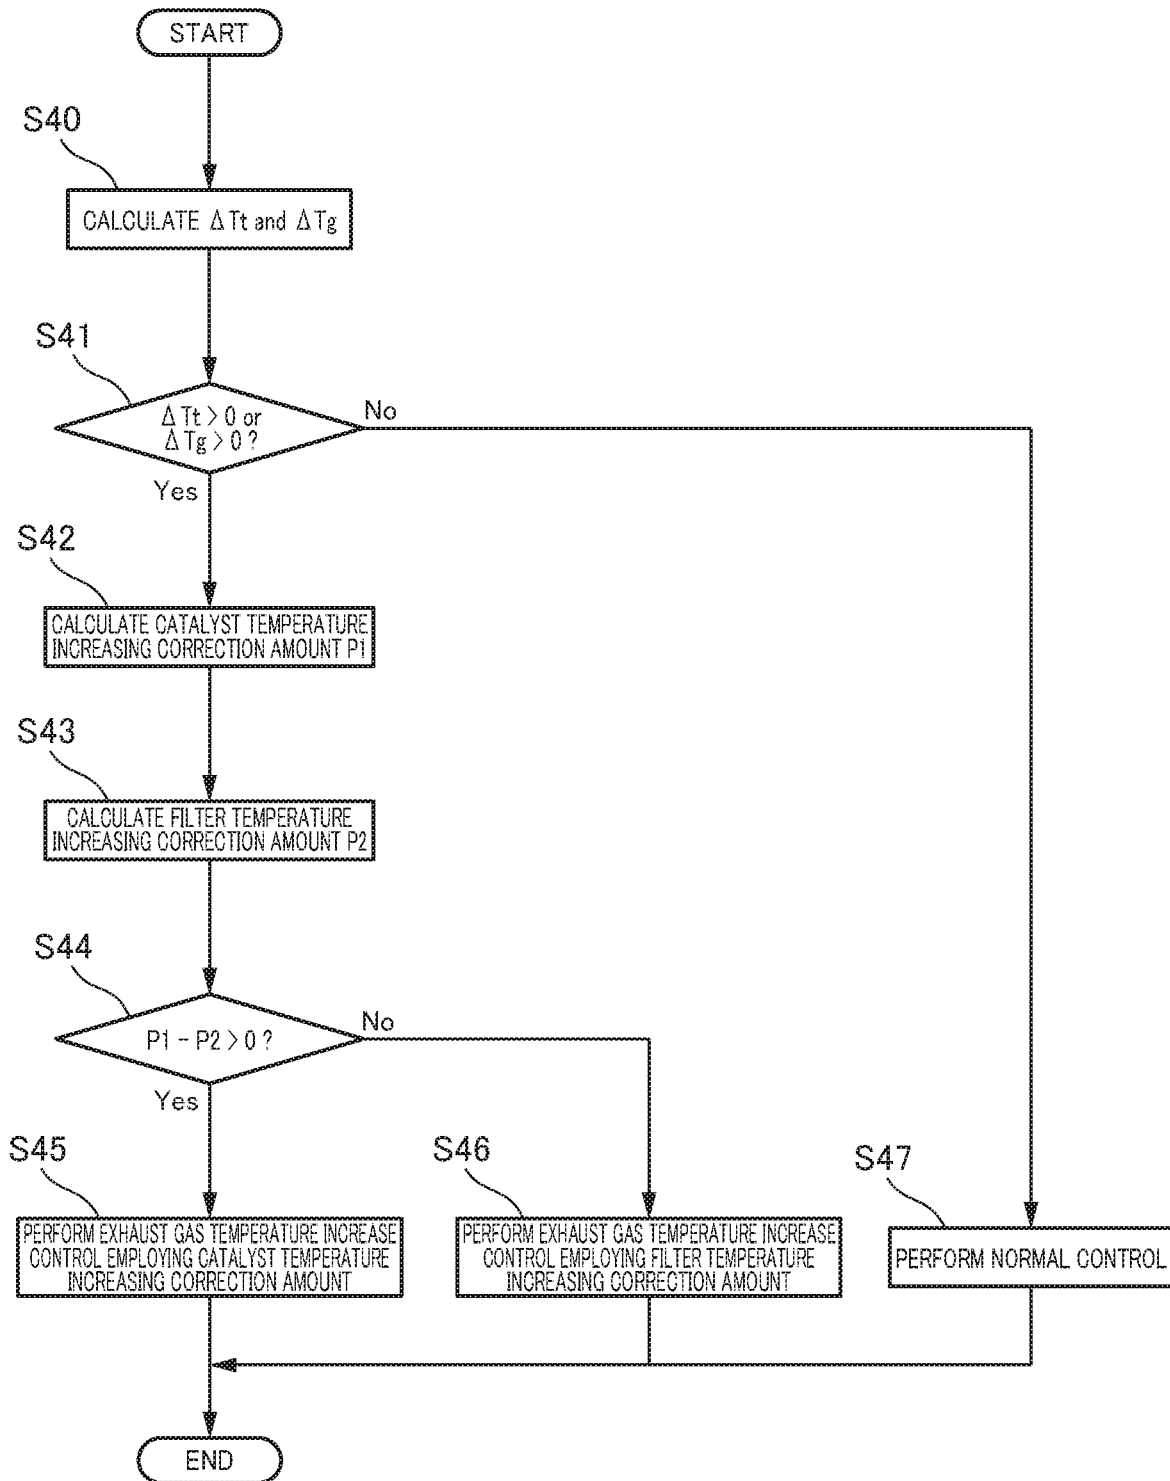 START
S40
CALCULATE ΔTt and ΔTg
S41
ΔTt > 0 or
ΔTg > 0 ?
No
Yes
S42
CALCULATE CATALYST TEMPERATURE
INCREASING CORRECTION AMOUNT P1
S43
CALCULATE FILTER TEMPERATURE
INCREASING CORRECTION AMOUNT P2
S44
P1 - P2 > 0 ?
No
Yes
S45
PERFORM EXHAUST GAS TEMPERATURE INCREASE
CONTROL EMPLOYING CATALYST TEMPERATURE
INCREASING CORRECTION AMOUNT
S46
PERFORM EXHAUST GAS TEMPERATURE INCREASE
CONTROL EMPLOYING FILTER TEMPERATURE
INCREASING CORRECTION AMOUNT
S47
PERFORM NORMAL CONTROL
END